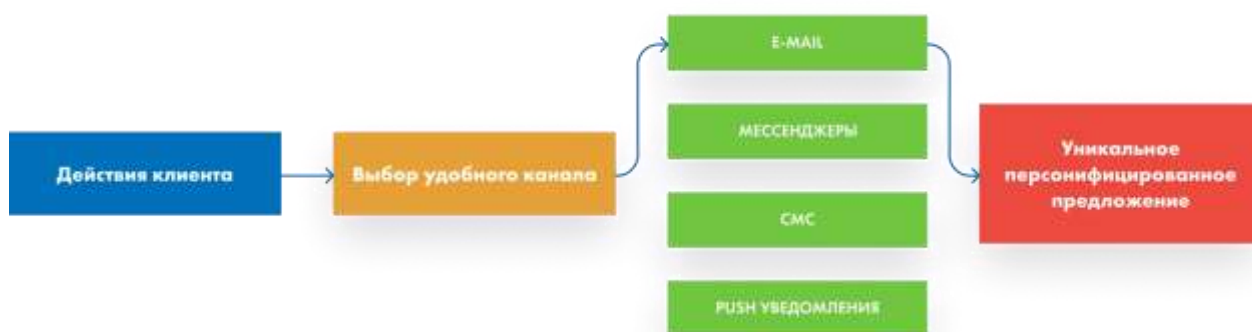 Действия клиента
Выбор удобного канала
E-MAIL
МЕССЕНДЖЕРЫ
СМС
PUSH УВЕДОМЛЕНИЯ
Уникальное
персонифицированное
предложение